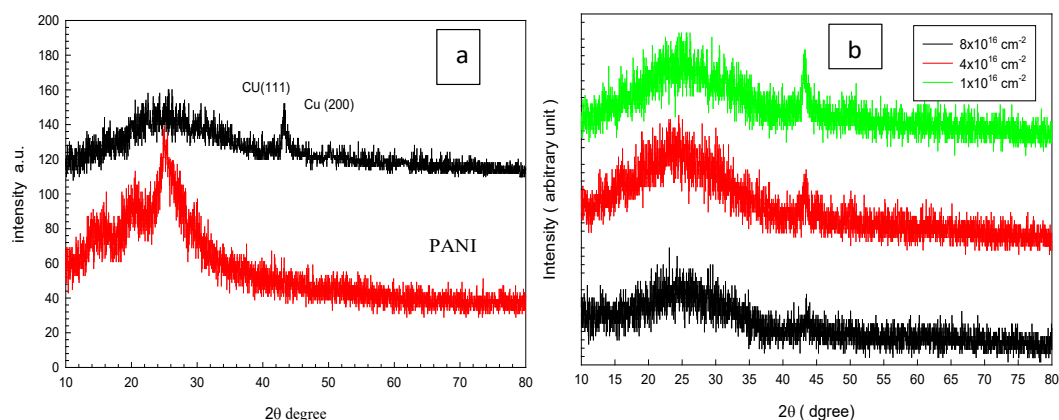 a
CU(111)
Cu (200)
PANI
intensity a.u.
200
180
160
140
120
100
80
60
40
20
0
10 20 30 40 50 60 70 80
2θ degree
b
8x10¹⁶ cm⁻²
4x10¹⁶ cm⁻²
1x10¹⁶ cm⁻²
Intensity ( arbitrary unit)
10 15 20 25 30 35 40 45 50 55 60 65 70 75 80
2θ ( dgree)